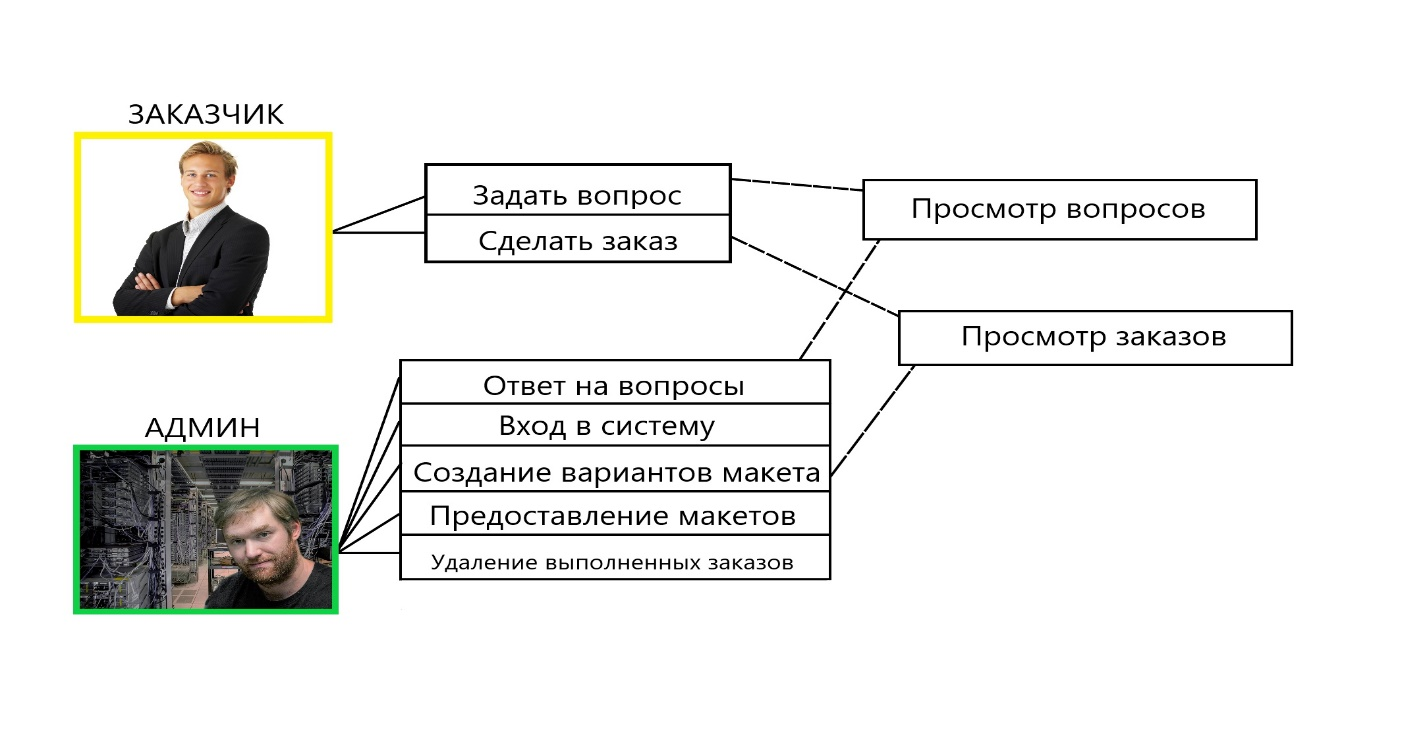 ЗАКАЗЧИК
Задать вопрос
Сделать заказ
Просмотр вопросов
Просмотр заказов
АДМИН
Ответ на вопросы
Вход в систему
Создание вариантов макета
Предоставление макетов
Удаление выполненных заказов